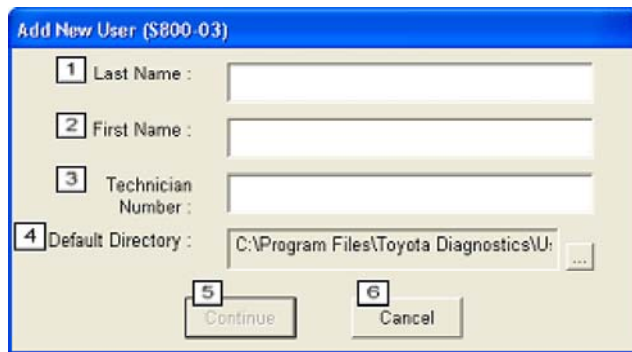 Add New User (S800-03)
1 Last Name :
2 First Name :
3 Technician
Number :
4 Default Directory : C:\Program Files\Toyota Diagnostics\U ...
5 6
Continue Cancel